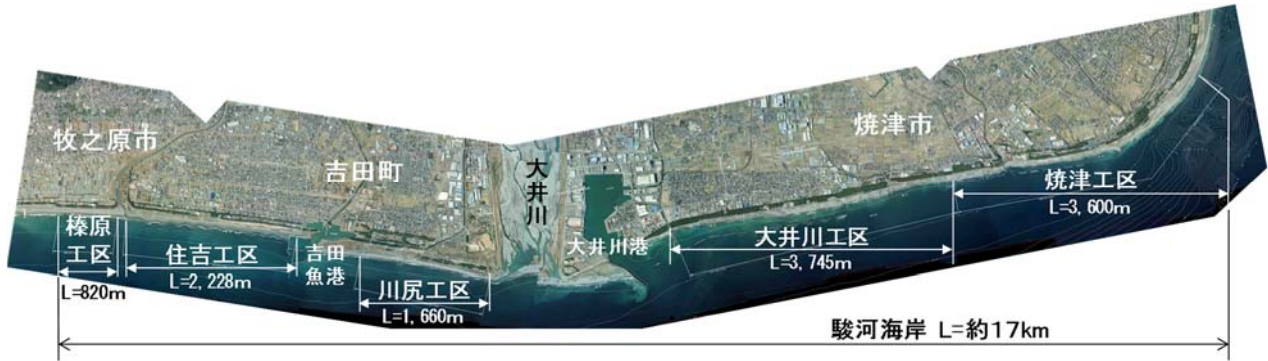 牧之原市
吉田町
大井川
焼津市
榛原
工区
L=820m
住吉工区
L=2,228m
吉田
魚港
川尻工区
L=1,660m
大井川港
大井川工区
L=3,745m
焼津工区
L=3,600m
駿河海岸 L=約17km